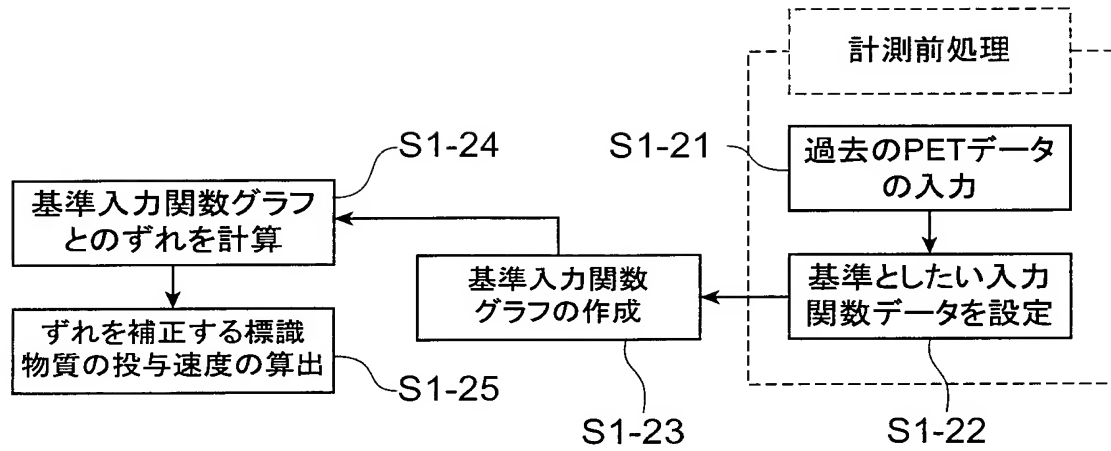 計測前処理
S1-21
過去のPETデータ
の入力
基準としたい入力
関数データを設定
S1-22
基準入力関数
グラフの作成
S1-23
S1-24
基準入力関数グラフ
とのずれを計算
ずれを補正する標識
物質の投与速度の算出
S1-25